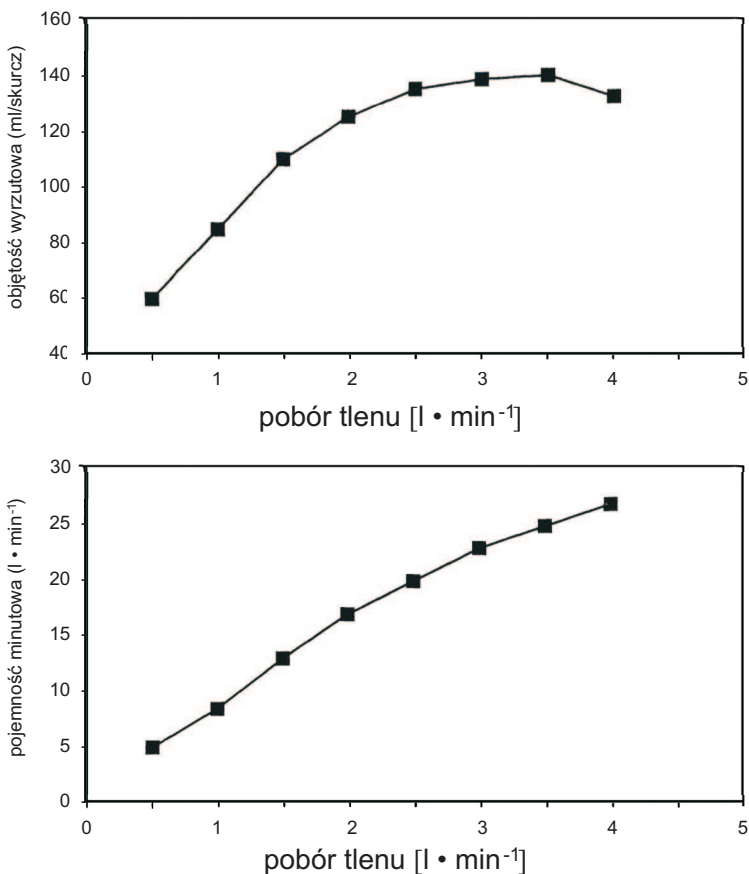 160
140
120
100
80
60
40
objętość wyrzutowa (ml/skurcz)
0 1 2 3 4 5
pobór tlenu [l • min⁻¹]
30
25
20
15
10
5
0
pojemność minutowa (l • min⁻¹)
0 1 2 3 4 5
pobór tlenu [l • min⁻¹]